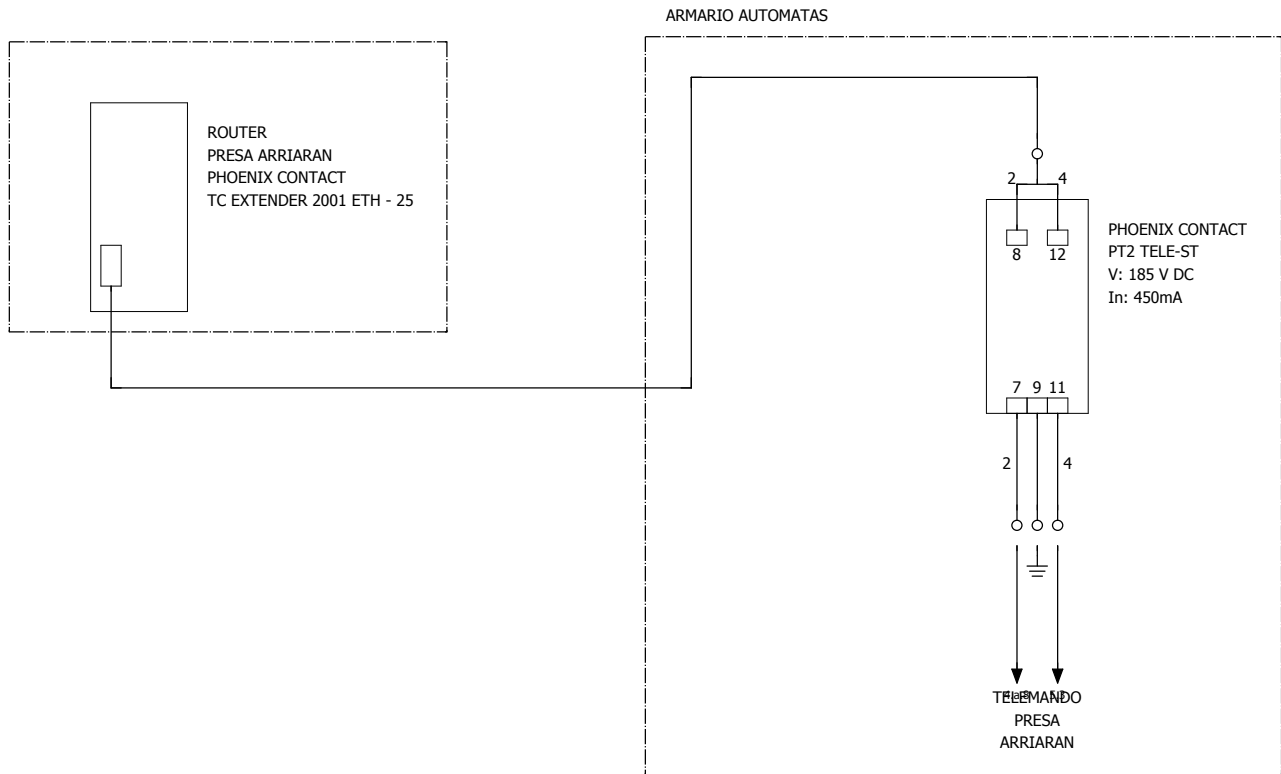 ARMARIO AUTOMATAS
ROUTER
PRESA ARRIARAN
PHOENIX CONTACT
TC EXTENDER 2001 ETH - 25
2 4
8 12
PHOENIX CONTACT
PT2 TELE-ST
V: 185 V DC
In: 450mA
7 9 11
2 4
TELEMANDO
PRESA
ARRIARAN